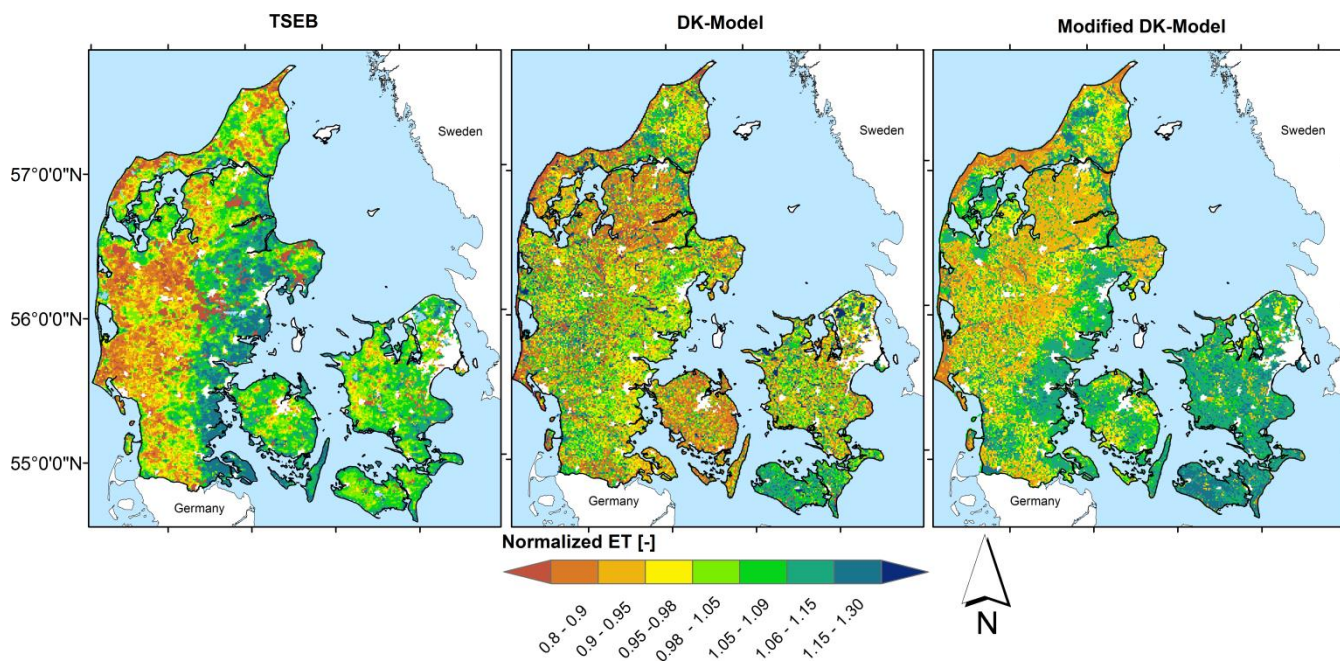 TSEB
DK-Model
Modified DK-Model
Sweden
Sweden
Sweden
57°0'0"N
56°0'0"N
55°0'0"N
Germany
Germany
Germany
Normalized ET [-]
0.8 - 0.9
0.9 - 0.95
0.95 -0.98
0.98 - 1.05
1.05 - 1.09
1.06 - 1.15
1.15 - 1.30
N